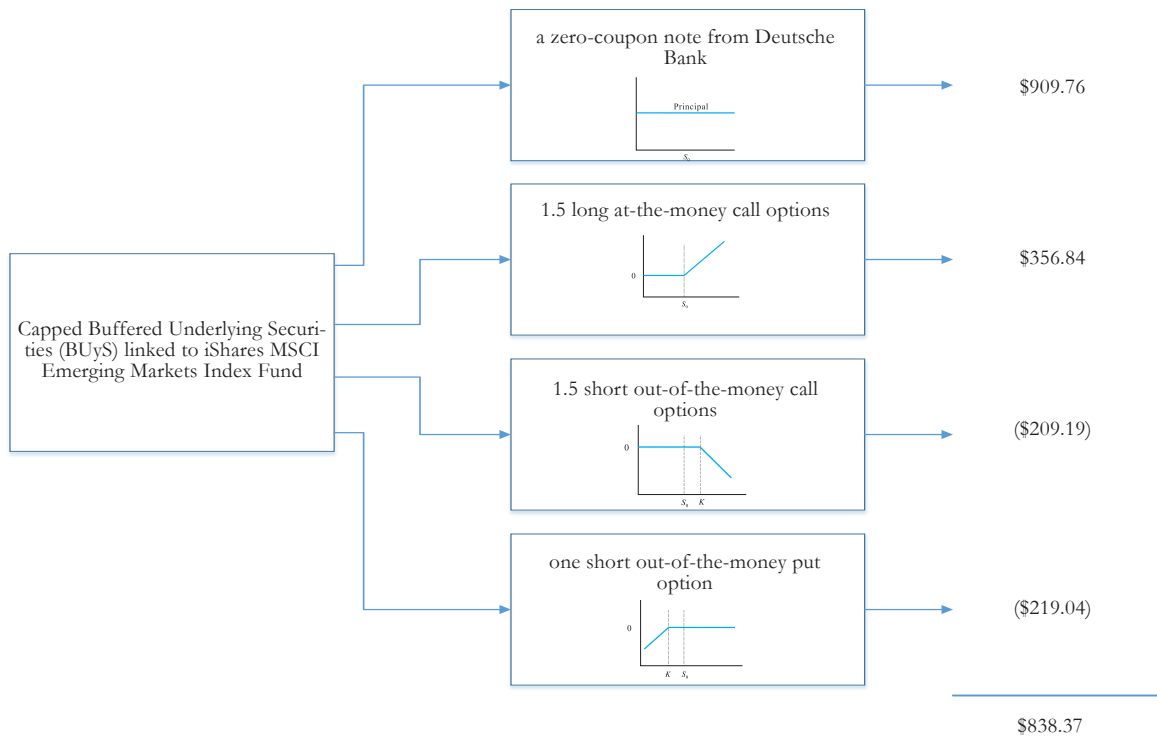 a zero-coupon note from Deutsche
Bank
Principal
S₀
$909.76
1.5 long at-the-money call options
0
S₀
$356.84
Capped Buffered Underlying Securi-
ties (BUyS) linked to iShares MSCI
Emerging Markets Index Fund
1.5 short out-of-the-money call
options
0
S₀ K
($209.19)
one short out-of-the-money put
option
0
K S₀
($219.04)
$838.37